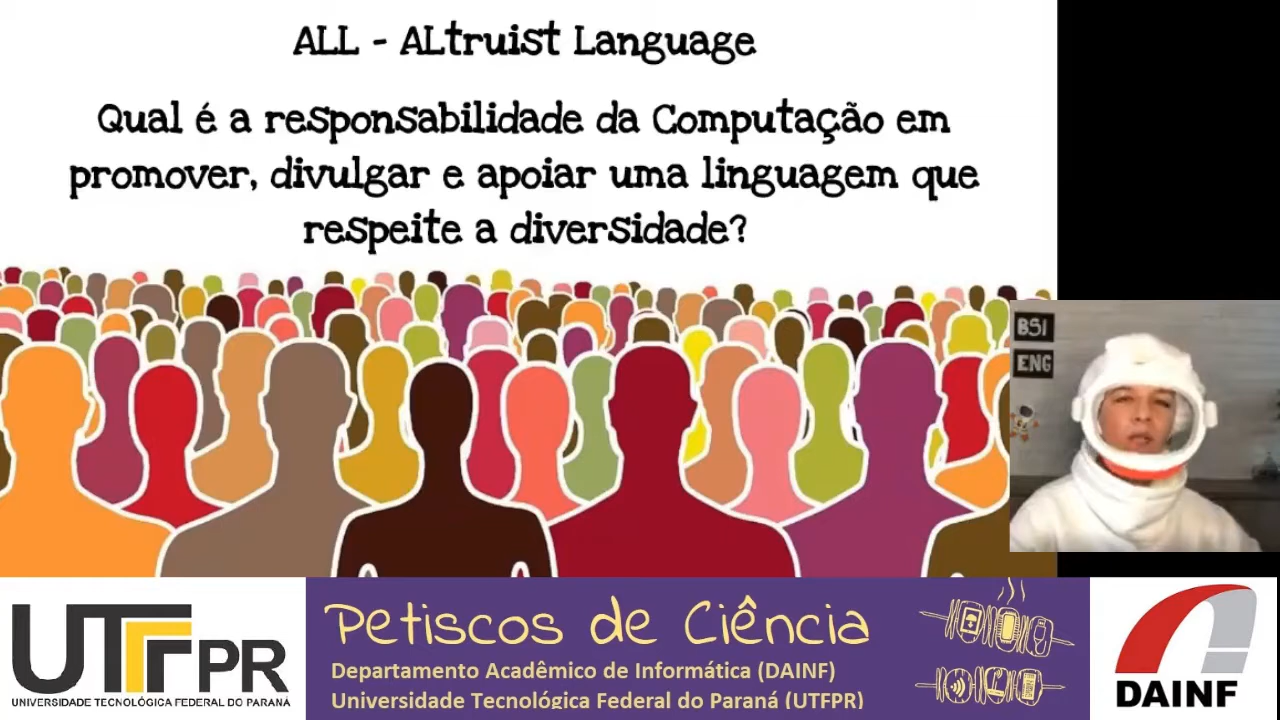 ALL - ALtruist Language
Qual é a responsabilidade da Computação em
promover, divulgar e apoiar uma linguagem que
respeite a diversidade?
BSI
ENG
UTFPR
UNIVERSIDADE TECNOLÓGICA FEDERAL DO PARANÁ
Petiscos de Ciência
Departamento Acadêmico de Informática (DAINF)
Universidade Tecnológica Federal do Paraná (UTFPR)
DAINF